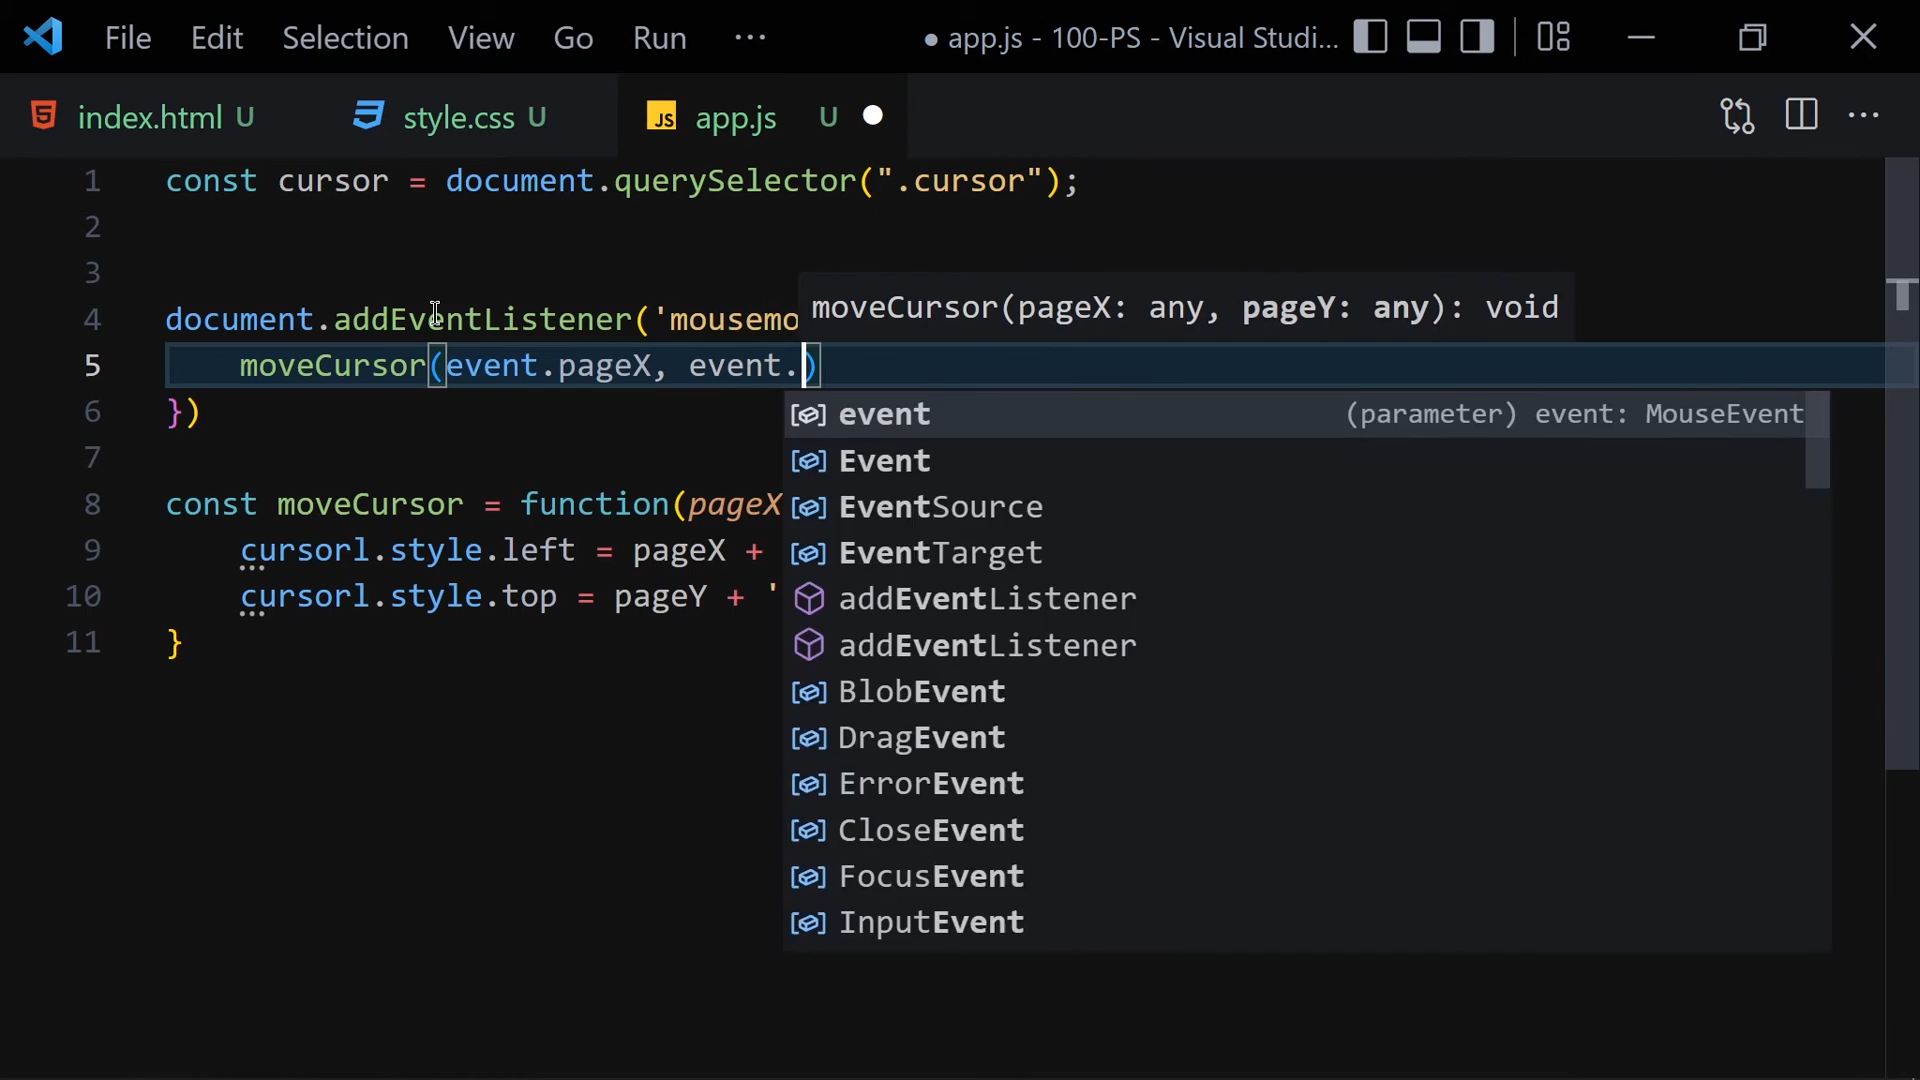 File Edit Selection View Go Run ··· ● app.js - 100-PS - Visual Studi...
index.html U style.css U JS app.js U ●
1 const cursor = document.querySelector(".cursor");
2
3
moveCursor(pageX: any, pageY: any): void
4 document.addEventListener('mousemo
5 moveCursor(event.pageX, event.)
6 })
event (parameter) event: MouseEvent
7
Event
8 const moveCursor = function(pageX
EventSource
9 cursorl.style.left = pageX +
EventTarget
10 cursorl.style.top = pageY + '
addEventListener
11 }
addEventListener
BlobEvent
DragEvent
ErrorEvent
CloseEvent
FocusEvent
InputEvent